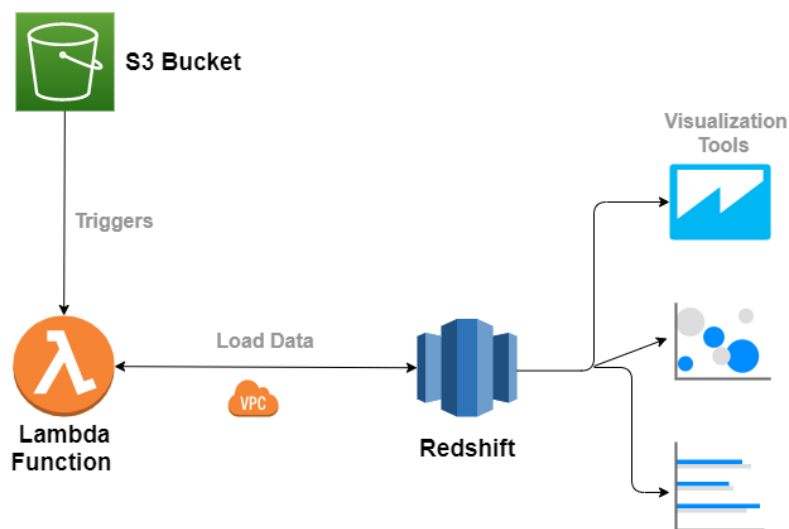 S3 Bucket
Visualization
Tools
Triggers
Load Data
VPC
Lambda
Function
Redshift